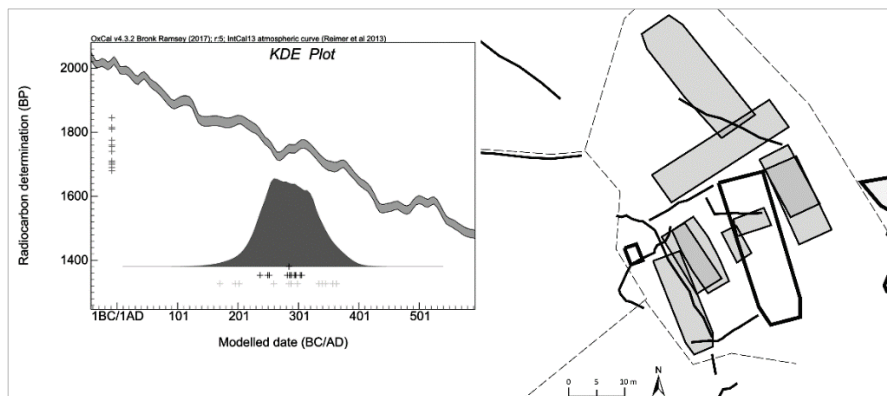 OxCal v4.3.2 Bronk Ramsey (2017); r:5; IntCal13 atmospheric curve (Reimer et al 2013)
KDE Plot
Radiocarbon determination (BP)
2000
1800
1600
1400
1BC/1AD 101 201 301 401 501
Modelled date (BC/AD)
0 5 10 m
N